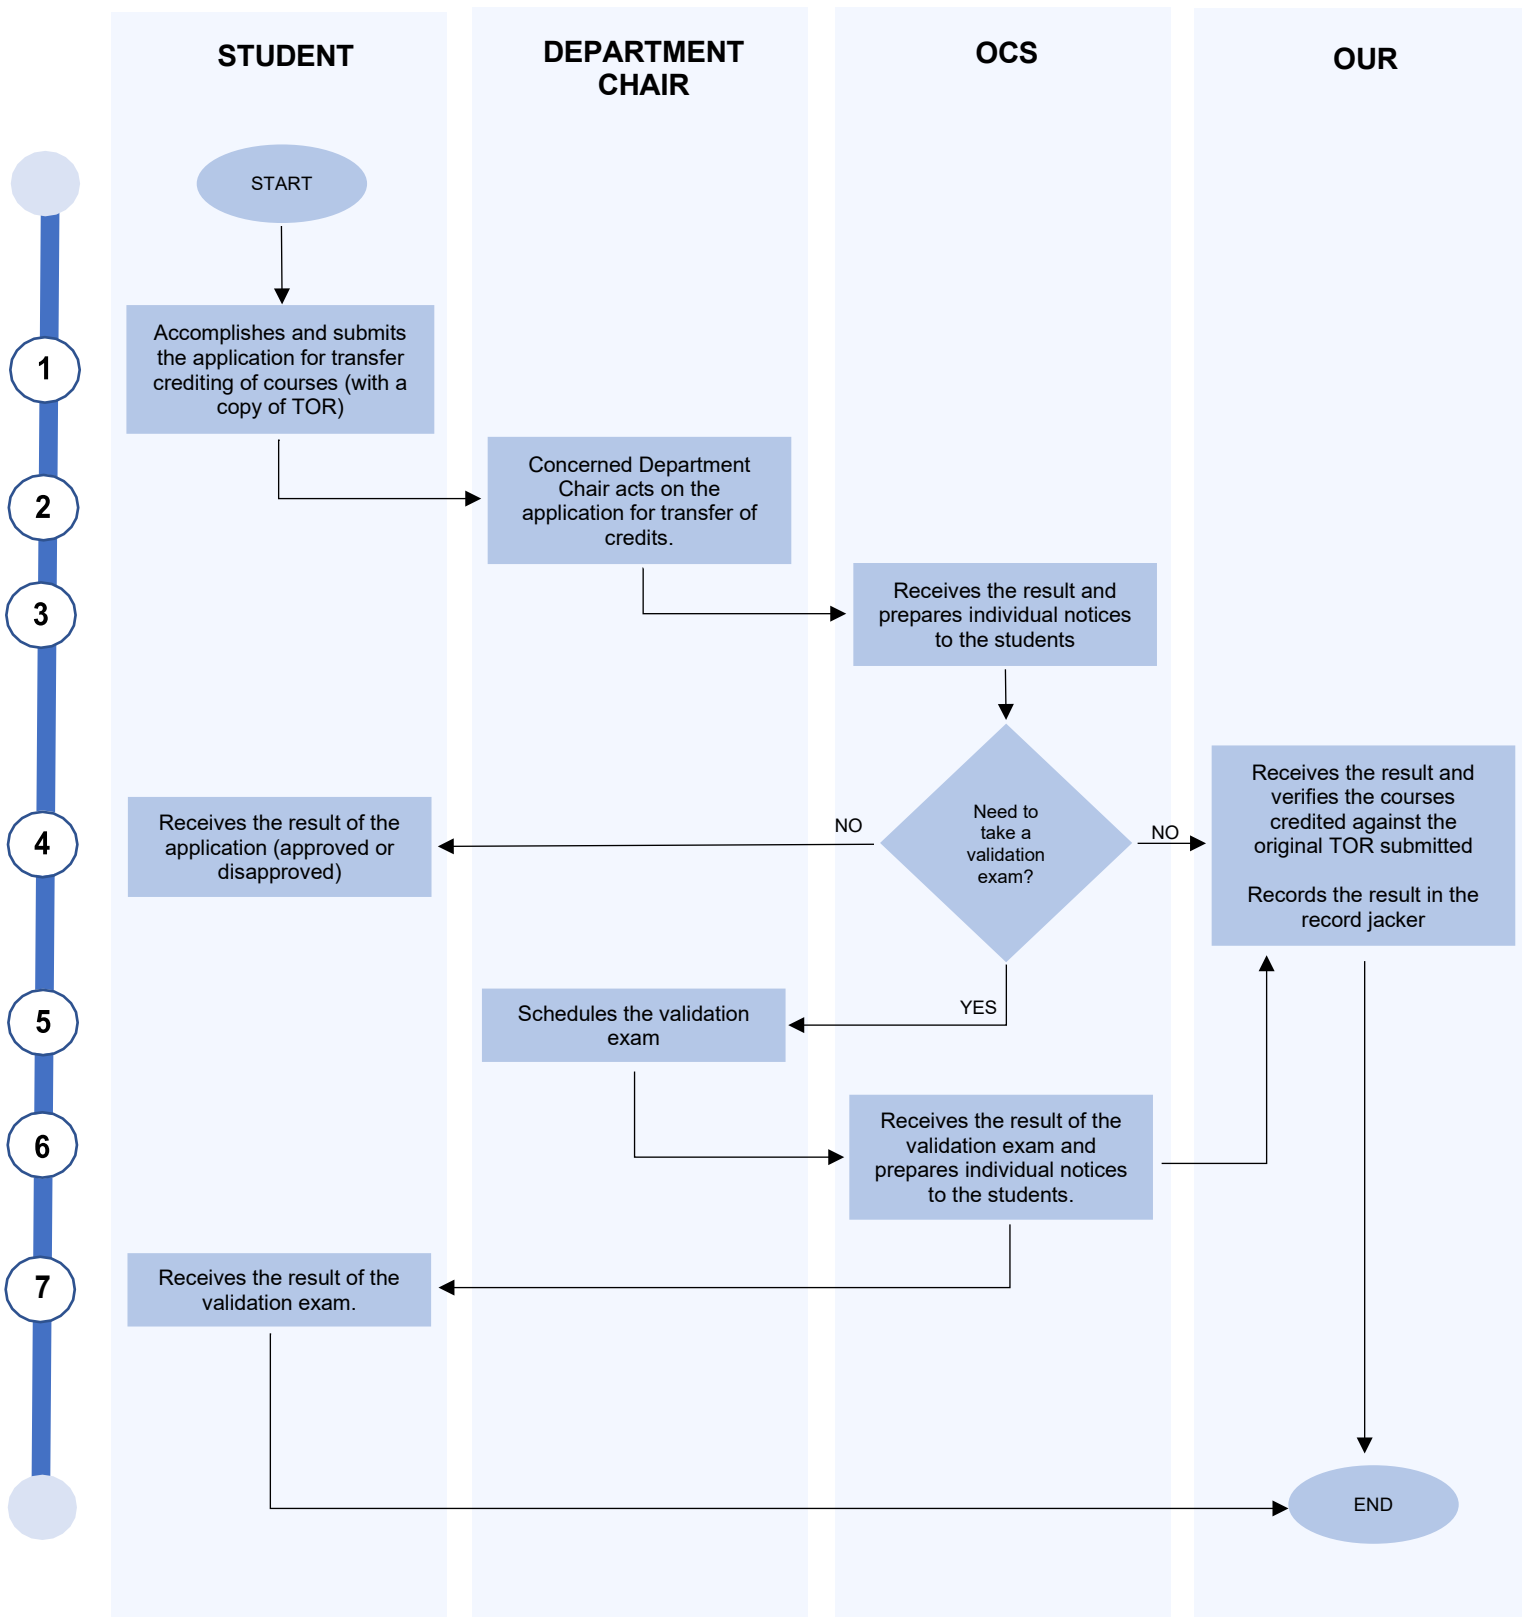 STUDENT
DEPARTMENT
CHAIR
OCS
OUR
START
1
Accomplishes and submits
the application for transfer
crediting of courses (with a
copy of TOR)
2
Concerned Department
Chair acts on the
application for transfer of
credits.
3
Receives the result and
prepares individual notices
to the students
4
Receives the result of the
application (approved or
disapproved)
NO
Need to
take a
validation
exam?
NO
Receives the result and
verifies the courses
credited against the
original TOR submitted
Records the result in the
record jacker
5
Schedules the validation
exam
YES
6
Receives the result of the
validation exam and
prepares individual notices
to the students.
7
Receives the result of the
validation exam.
END